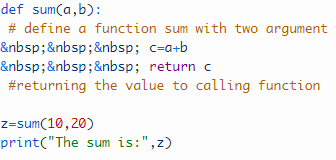 def sum(a,b):
 # define a function sum with two argument
&nbsp;&nbsp;&nbsp; c=a+b
&nbsp;&nbsp;&nbsp; return c
 #returning the value to calling function

z=sum(10,20)
print("The sum is:",z)